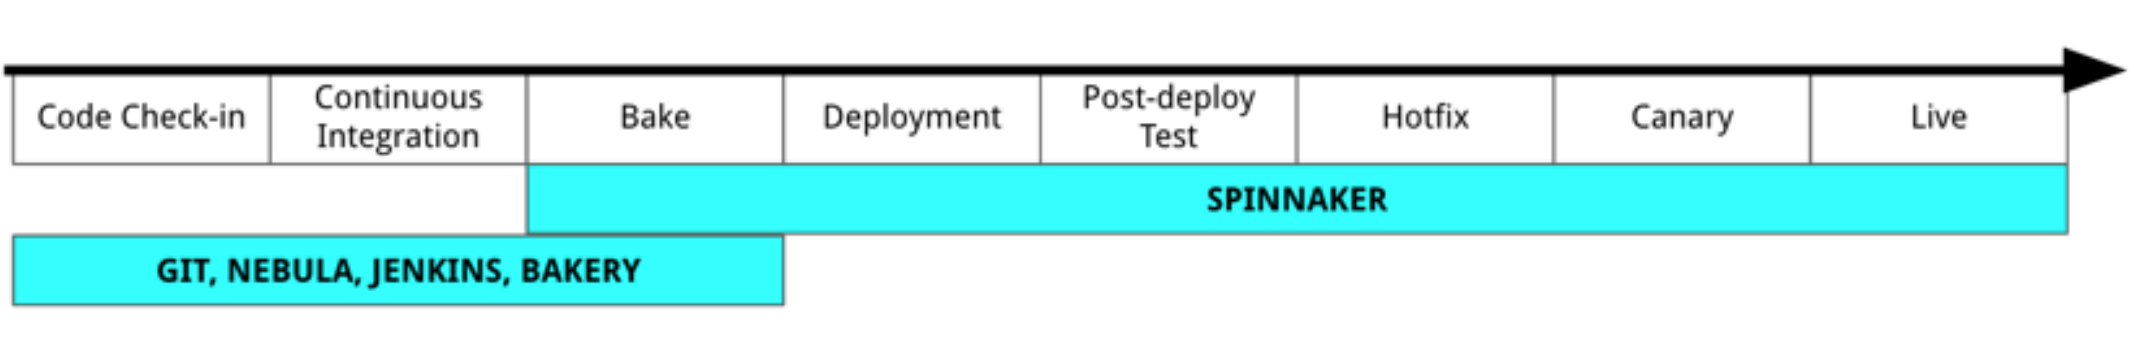 Code Check-in
Continuous
Integration
Bake
Deployment
Post-deploy
Test
Hotfix
Canary
Live
SPINNAKER
GIT, NEBULA, JENKINS, BAKERY